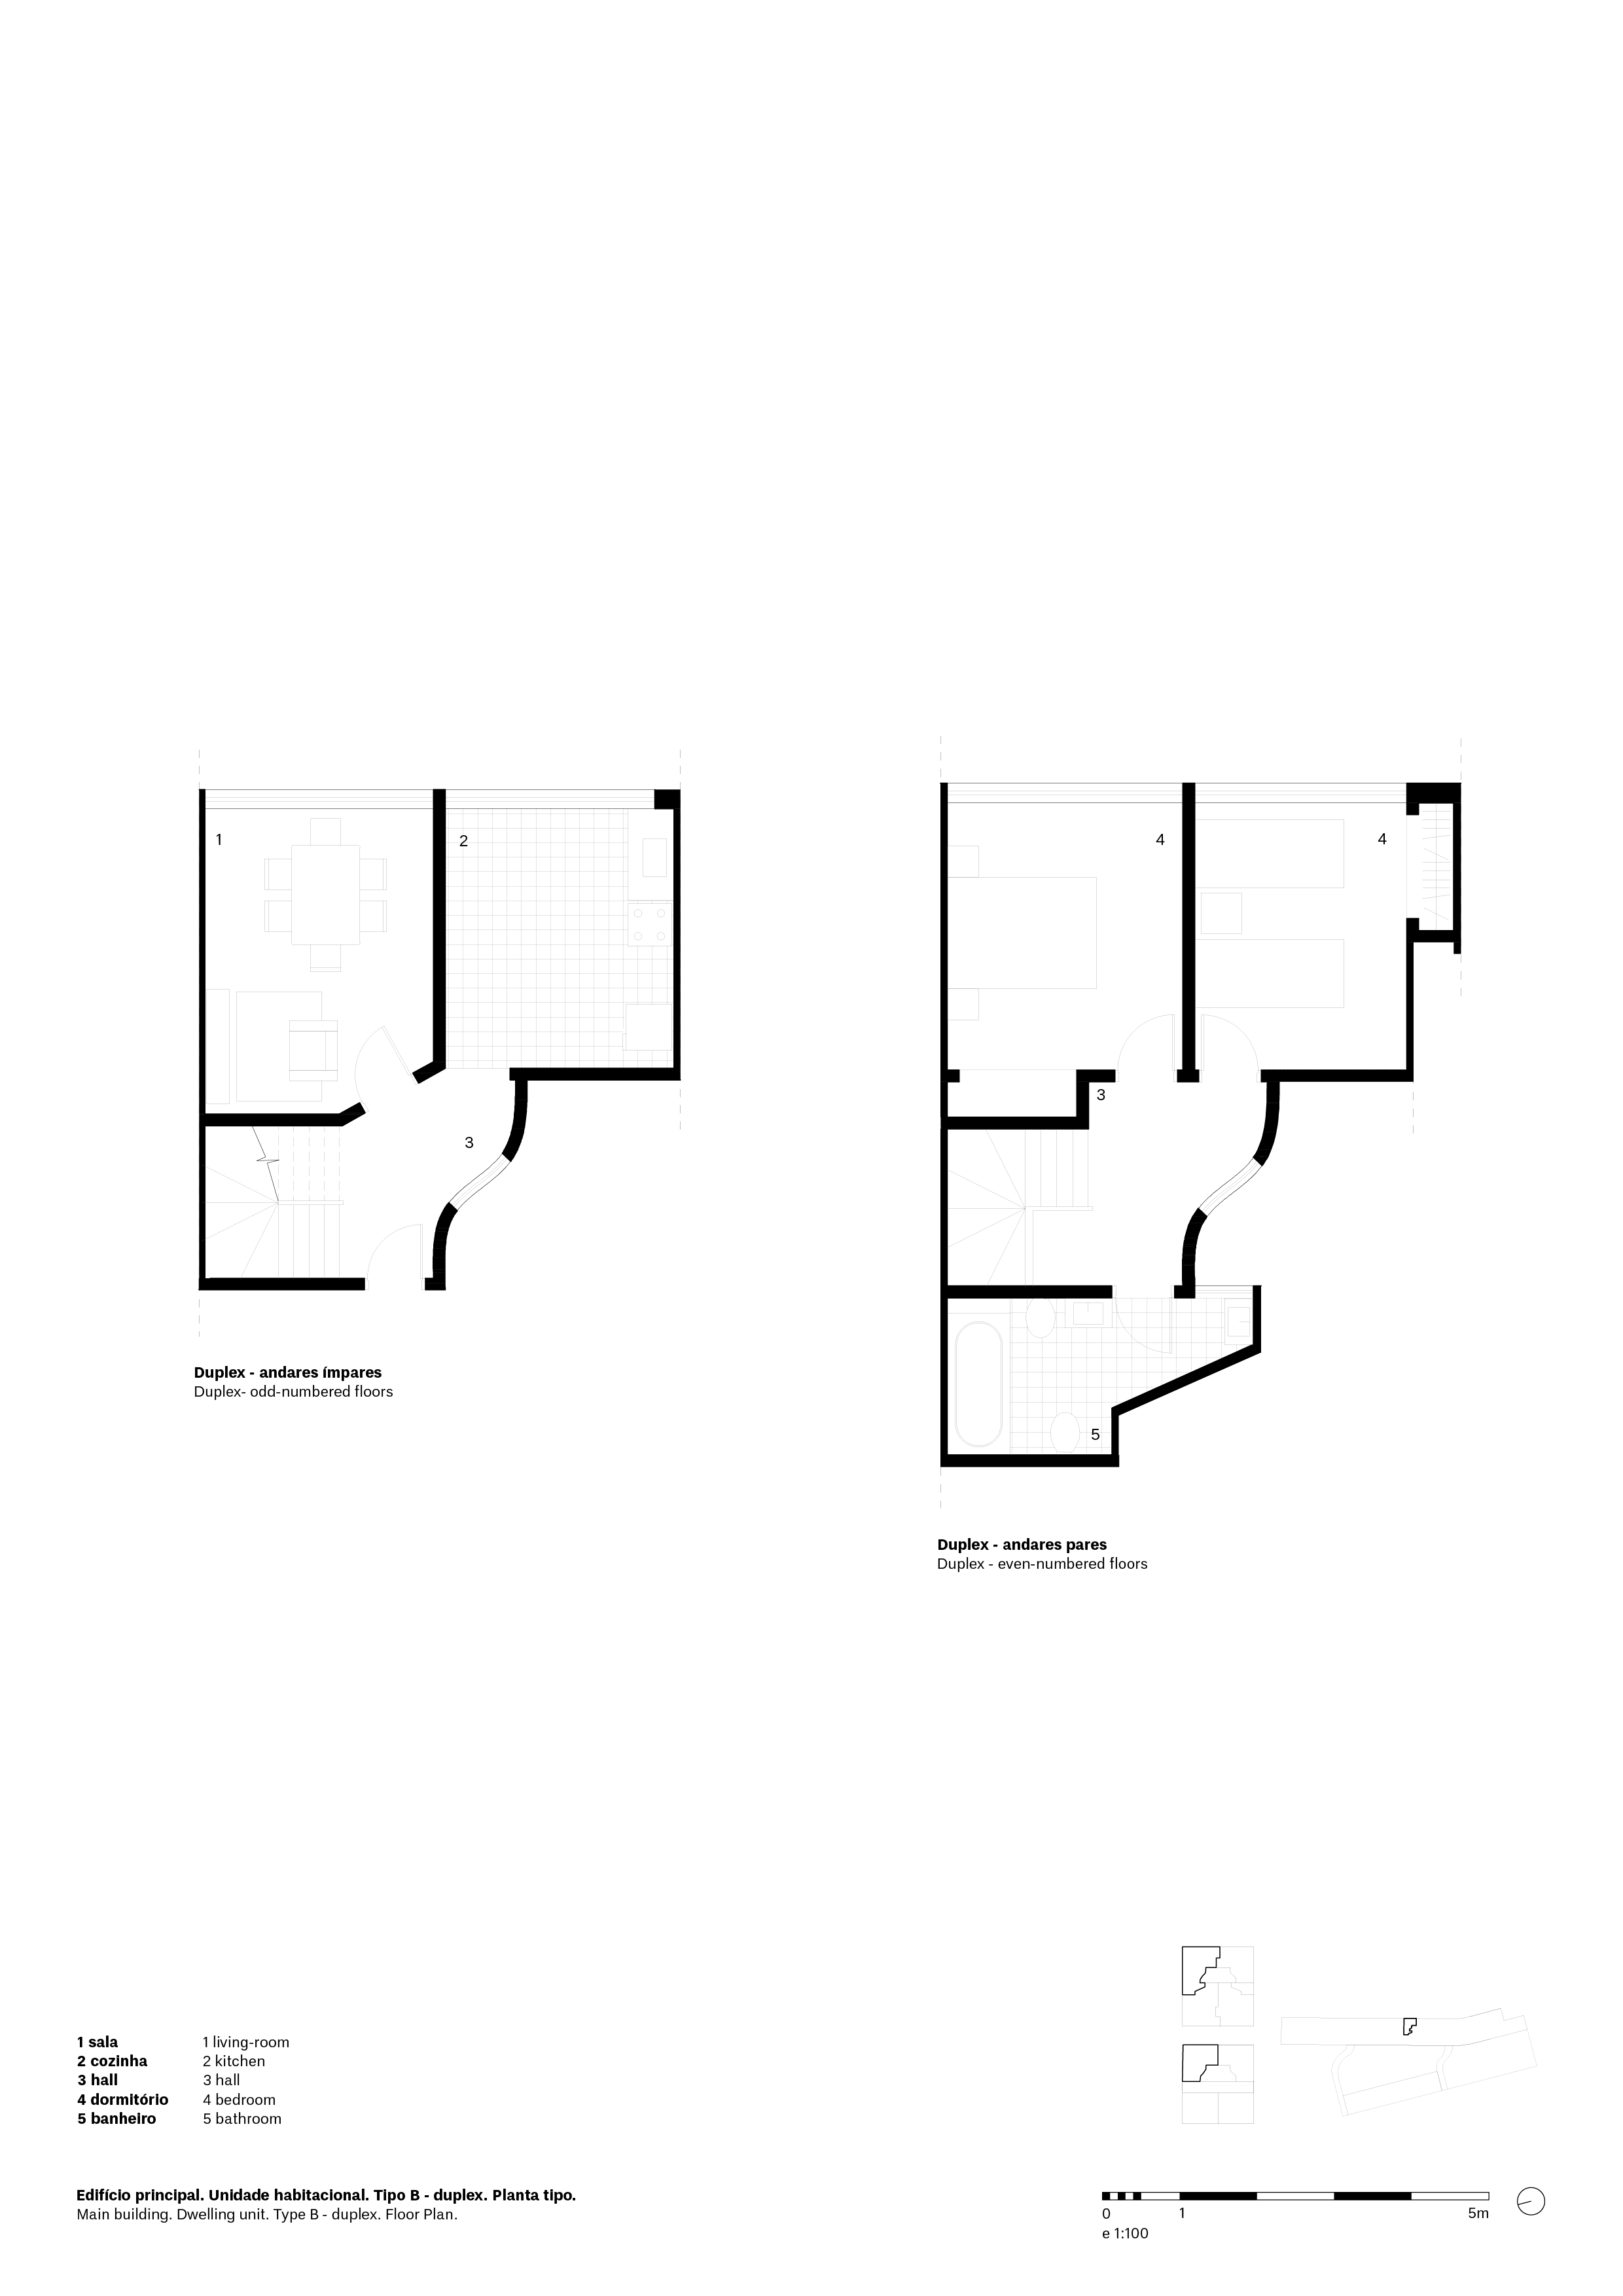 1
2
3
4
4
3
5
Duplex - andares ímpares
Duplex- odd-numbered floors
Duplex - andares pares
Duplex - even-numbered floors
1 sala
2 cozinha
3 hall
4 dormitório
5 banheiro
1 living-room
2 kitchen
3 hall
4 bedroom
5 bathroom
Edifício principal. Unidade habitacional. Tipo B - duplex. Planta tipo.
Main building. Dwelling unit. Type B - duplex. Floor Plan.
0 1 5m
e 1:100